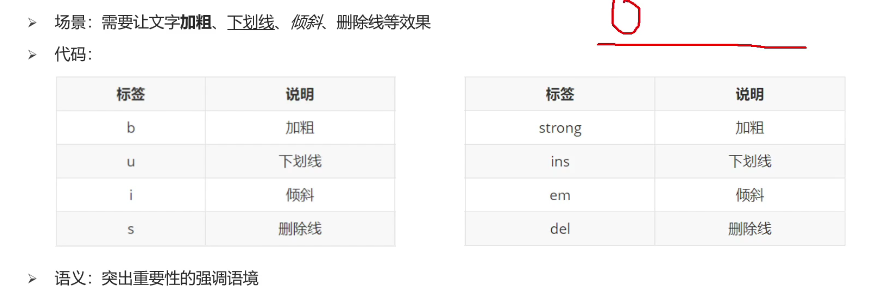 ➢ 场景：需要让文字加粗、下划线、倾斜、删除线等效果
➢ 代码：
标签 说明 标签 说明
b 加粗 strong 加粗
u 下划线 ins 下划线
i 倾斜 em 倾斜
s 删除线 del 删除线
➢ 语义：突出重要性的强调语境